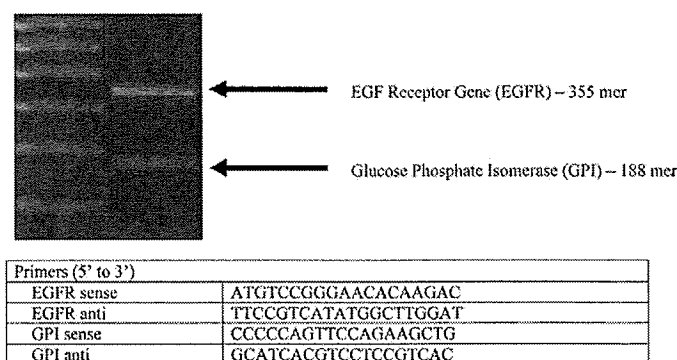 EGF Receptor Gene (EGFR) – 355 mer
Glucose Phosphate Isomerase (GPI) – 188 mer
Primers (5' to 3')
EGFR sense ATGTCCGGGAACACAAGAC
EGFR anti TTCCGTCATATGGCTTGGAT
GPI sense CCCCCAGTTCCAGAAGCTG
GPI anti GCATCACGTCCTCCGTCAC